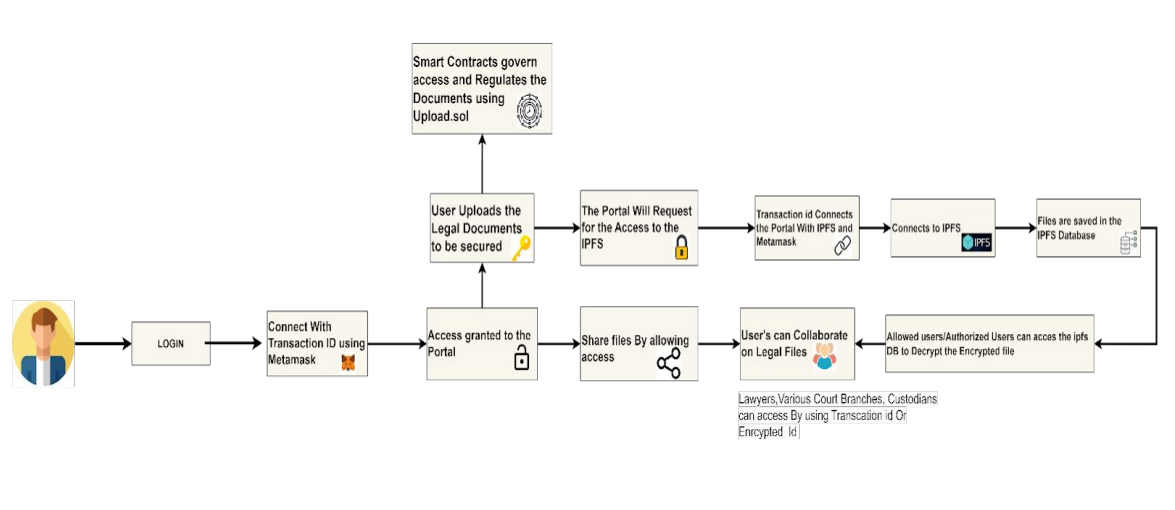 Smart Contracts govern
access and Regulates the
Documents using
Upload.sol
User Uploads the
Legal Documents
to be secured
The Portal Will Request
for the Access to the
IPFS
Transaction id Connects
the Portal With IPFS and
Metamask
Connects to IPFS
IPFS
Files are saved in the
IPFS Database
LOGIN
Connect With
Transaction ID using
Metamask
Access granted to the
Portal
Share files By allowing
access
User's can Collaborate
on Legal Files
Allowed users/Authorized Users can acces the ipfs
DB to Decrypt the Encrypted file
Lawyers,Various Court Branches, Custodians
can access By using Transcation id Or
Enrcypted Id